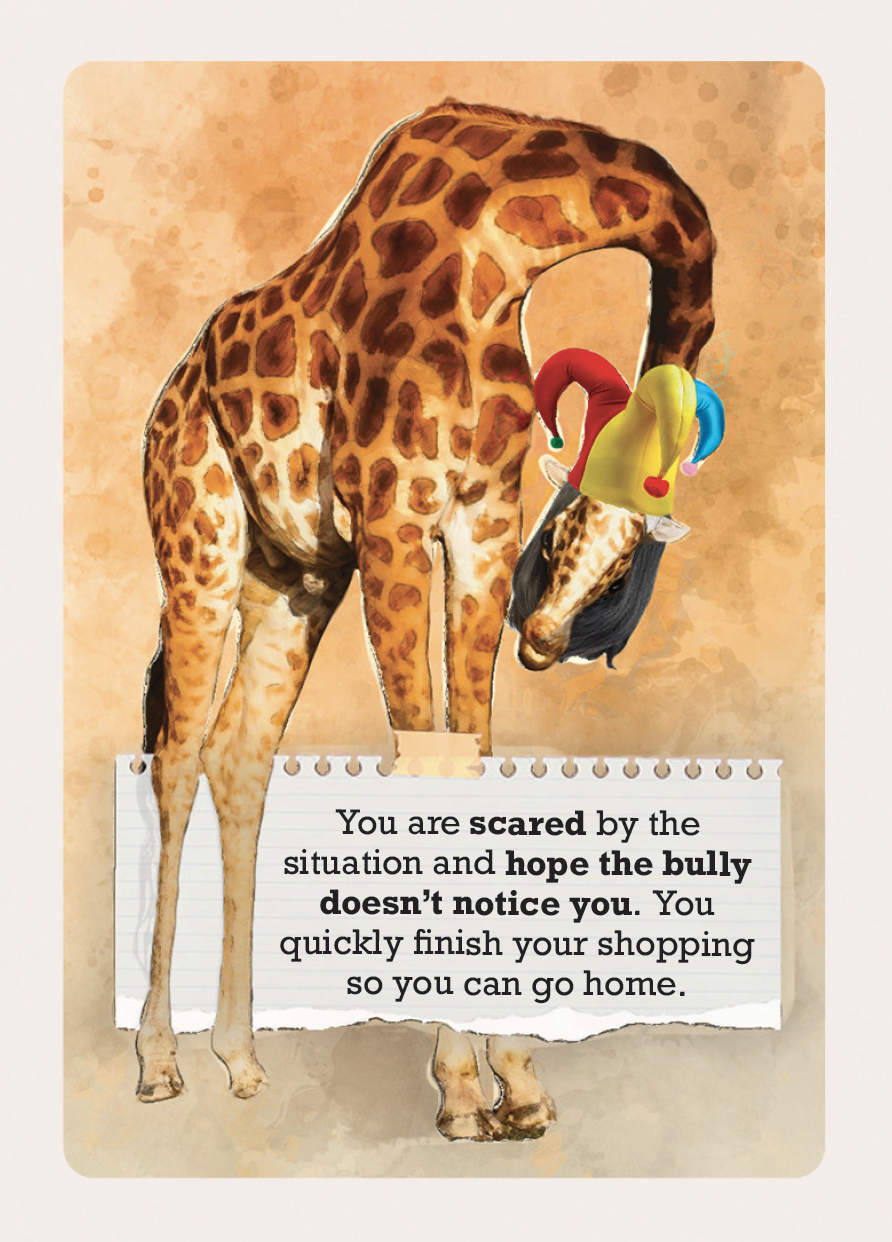 You are scared by the
situation and hope the bully
doesn’t notice you. You
quickly finish your shopping
so you can go home.